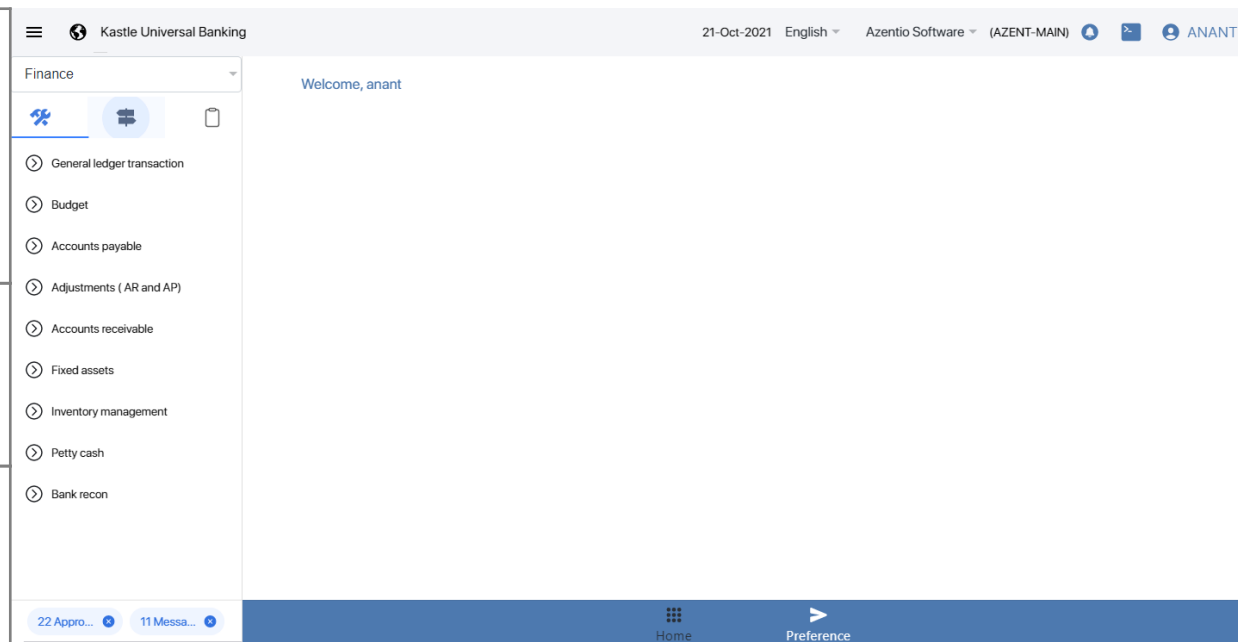 Kastle Universal Banking
21-Oct-2021 English Azentio Software (AZENT-MAIN) ANANT
Finance
Welcome, anant
General ledger transaction
Budget
Accounts payable
Adjustments ( AR and AP)
Accounts receivable
Fixed assets
Inventory management
Petty cash
Bank recon
22 Appro... 11 Messa...
Home Preference